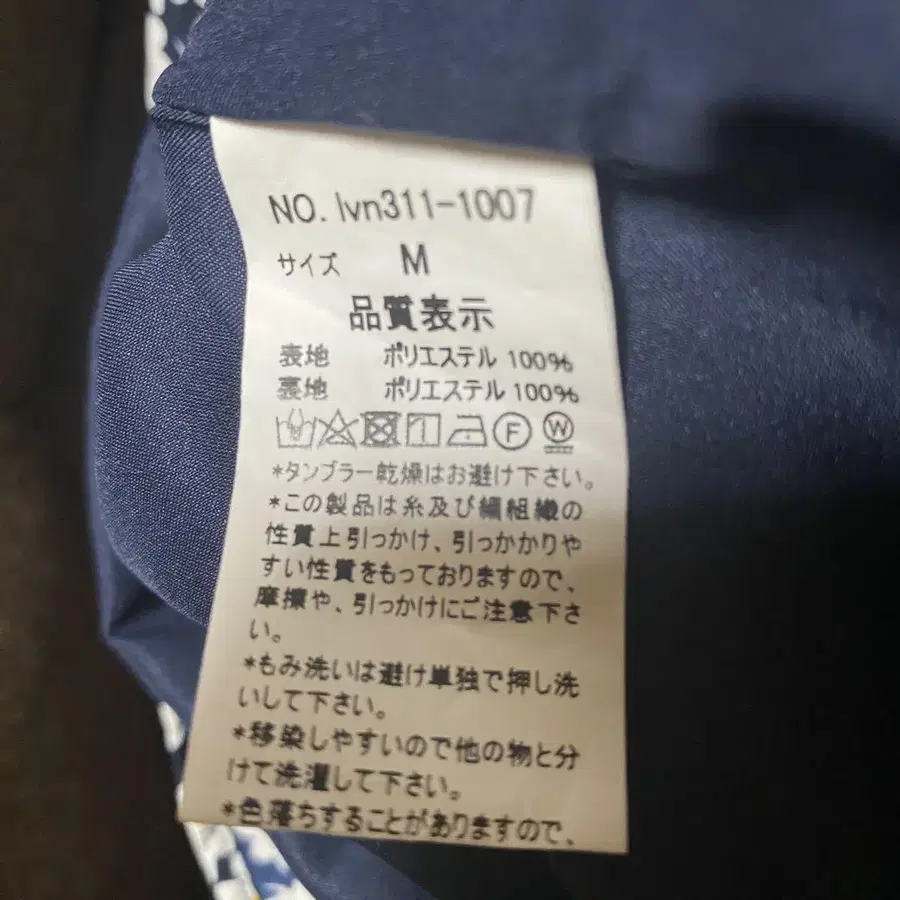 NO. lvn311-1007
サイズ M
品質表示
表地 ポリエステル 100%
裏地 ポリエステル 100%
F W
*タンブラー乾燥はお避け下さい。
*この製品は糸及び編組織の
性質上引っかけ、引っかかりや
すい性質をもっておりますので、
摩擦や、引っかけにご注意下さ
い。
*もみ洗いは避け単独で押し洗
いして下さい。
*移染しやすいので他の物と分
けて洗濯して下さい。
*色落ちすることがありますので、